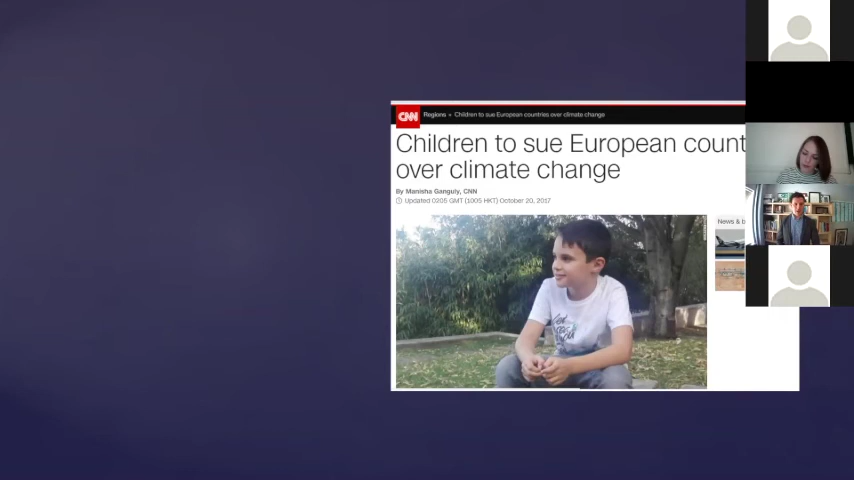 CNN Regions » Children to sue European countries over climate change
Children to sue European count
over climate change
By Manisha Ganguly, CNN
Updated 0205 GMT (1005 HKT) October 20, 2017
News & b